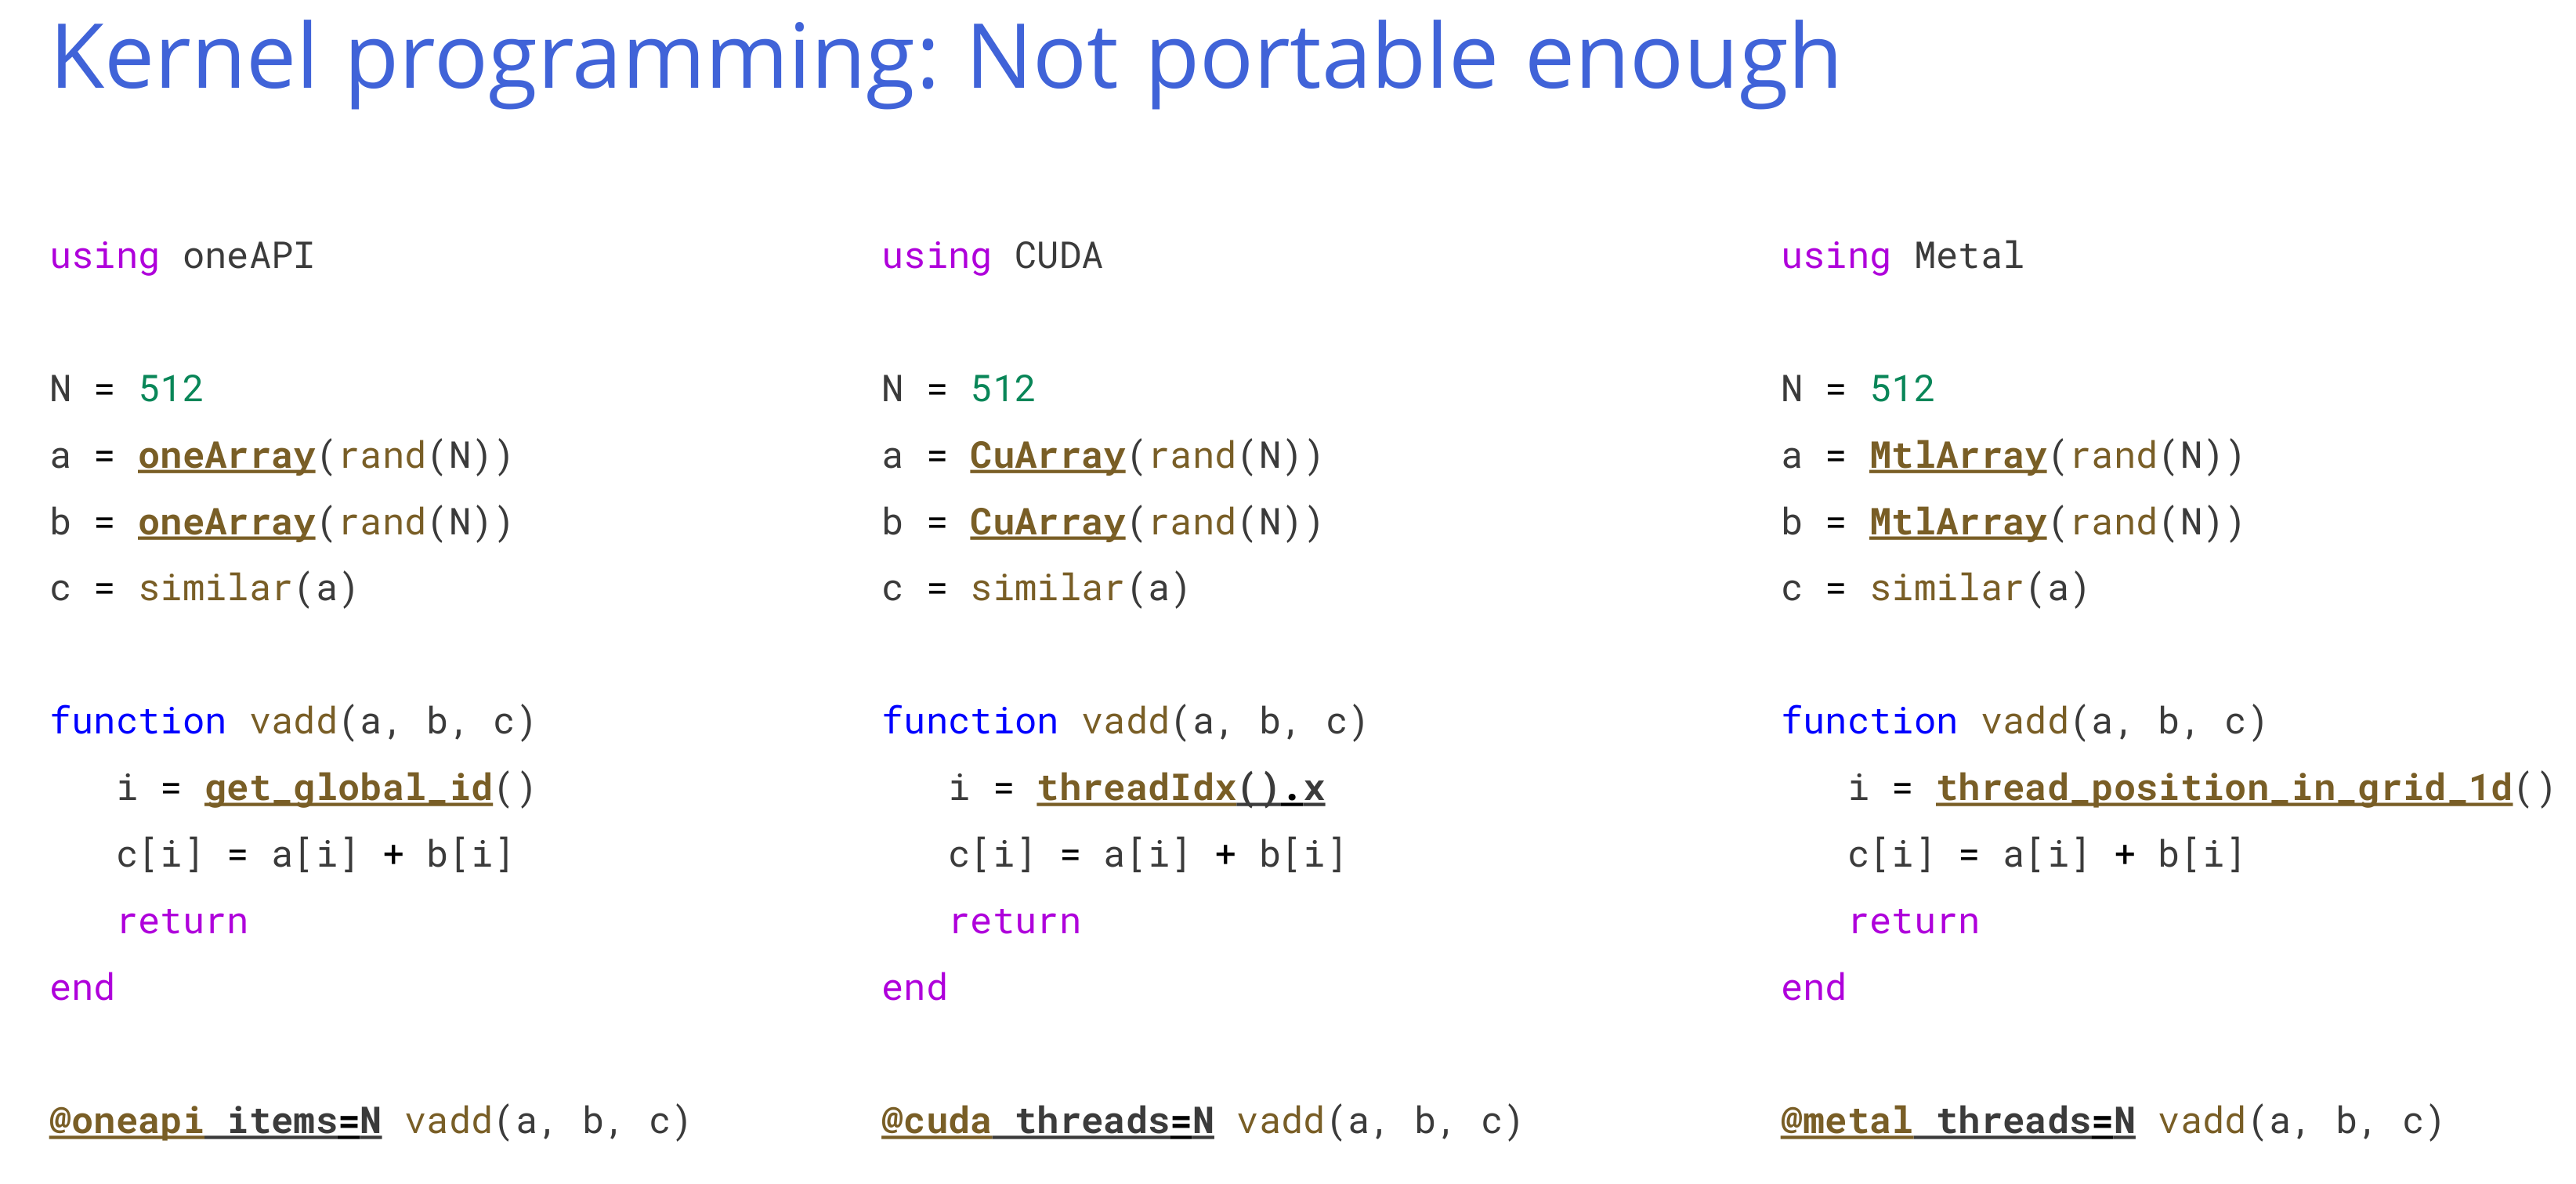 Kernel programming: Not portable enough
using oneAPI
N = 512
a = oneArray(rand(N))
b = oneArray(rand(N))
c = similar(a)
function vadd(a, b, c)
   i = get_global_id()
   c[i] = a[i] + b[i]
   return
end
@oneapi items=N vadd(a, b, c)
using CUDA
N = 512
a = CuArray(rand(N))
b = CuArray(rand(N))
c = similar(a)
function vadd(a, b, c)
   i = threadIdx().x
   c[i] = a[i] + b[i]
   return
end
@cuda threads=N vadd(a, b, c)
using Metal
N = 512
a = MtlArray(rand(N))
b = MtlArray(rand(N))
c = similar(a)
function vadd(a, b, c)
   i = thread_position_in_grid_1d()
   c[i] = a[i] + b[i]
   return
end
@metal threads=N vadd(a, b, c)